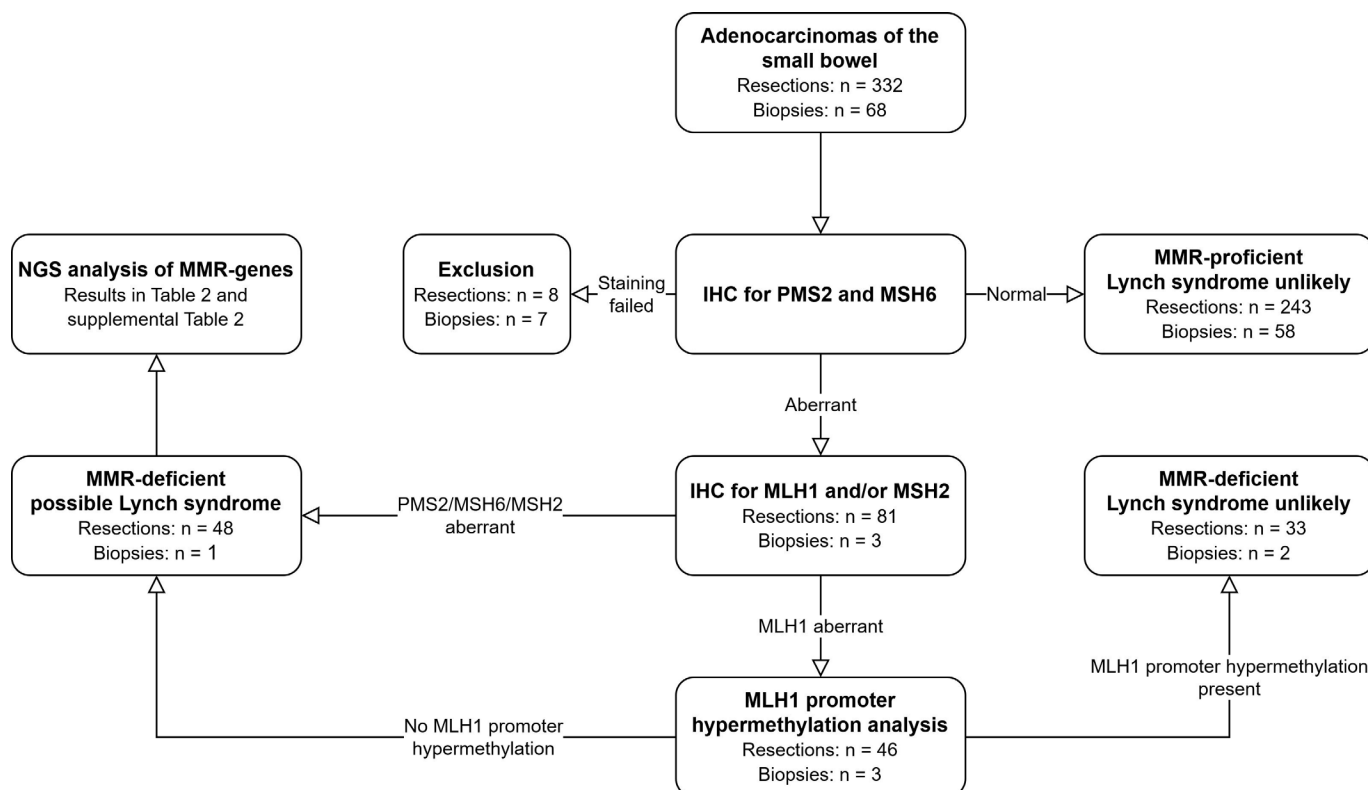 Adenocarcinomas of the
small bowel
Resections: n = 332
Biopsies: n = 68
NGS analysis of MMR-genes
Results in Table 2 and
supplemental Table 2
Exclusion
Resections: n = 8
Biopsies: n = 7
Staining
failed
IHC for PMS2 and MSH6
Normal
MMR-proficient
Lynch syndrome unlikely
Resections: n = 243
Biopsies: n = 58
Aberrant
MMR-deficient
possible Lynch syndrome
Resections: n = 48
Biopsies: n = 1
PMS2/MSH6/MSH2
aberrant
IHC for MLH1 and/or MSH2
Resections: n = 81
Biopsies: n = 3
MMR-deficient
Lynch syndrome unlikely
Resections: n = 33
Biopsies: n = 2
MLH1 aberrant
MLH1 promoter hypermethylation
present
No MLH1 promoter
hypermethylation
MLH1 promoter
hypermethylation analysis
Resections: n = 46
Biopsies: n = 3